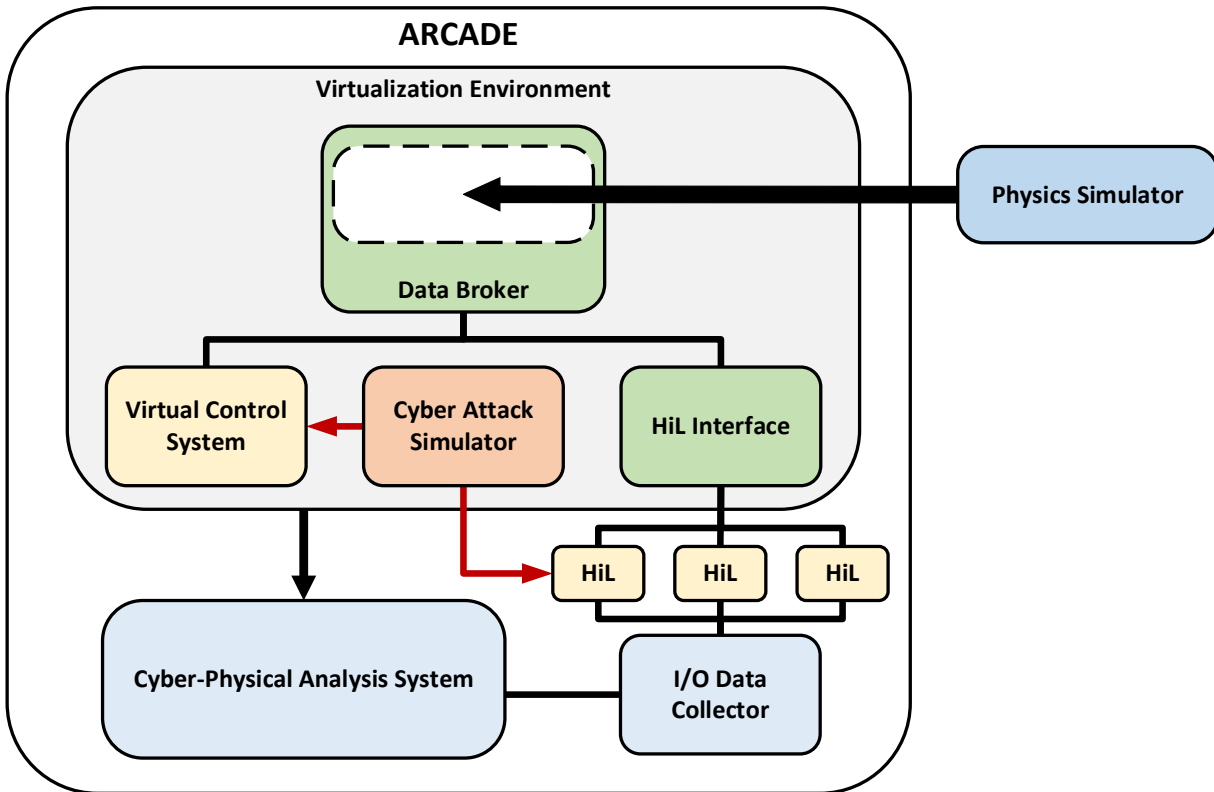 ARCADE
Virtualization Environment
Physics Simulator
Data Broker
Virtual Control
System
Cyber Attack
Simulator
HiL Interface
HiL
HiL
HiL
Cyber-Physical Analysis System
I/O Data
Collector